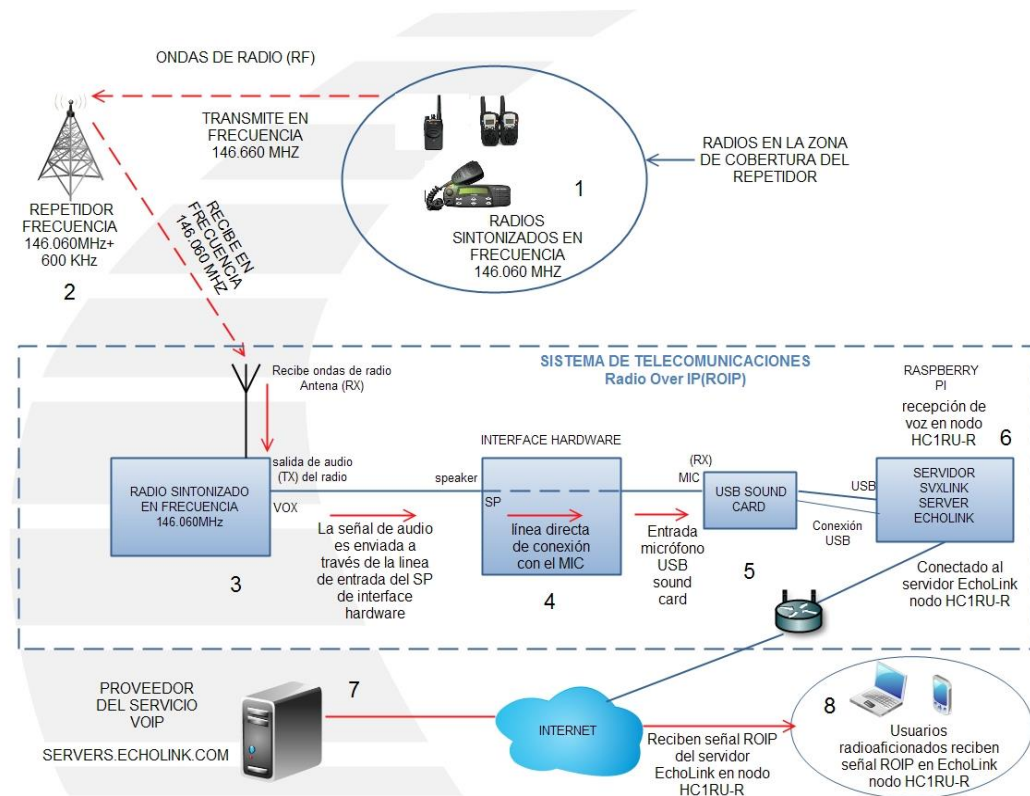 ONDAS DE RADIO (RF)
TRANSMITE EN
FRECUENCIA
146.660 MHZ
1
RADIOS
SINTONIZADOS EN
FRECUENCIA
146.060 MHZ
RADIOS EN LA ZONA
DE COBERTURA DEL
REPETIDOR
REPETIDOR
FRECUENCIA
146.060MHz+
600 KHz
2
RECIBE EN
FRECUENCIA
146.060 MHZ
SISTEMA DE TELECOMUNICACIONES
Radio Over IP(ROIP)
Recibe ondas de radio
Antena (RX)
RADIO SINTONIZADO
EN FRECUENCIA
146.060MHz
3
salida de audio
(TX) del radio
VOX
La señal de audio
es enviada a
través de la linea
de entrada del SP
de interface
hardware
INTERFACE HARDWARE
speaker
SP
línea directa
de conexión
con el MIC
4
(RX)
MIC
Entrada
micrófono
USB
sound
card
USB SOUND
CARD
5
USB
Conexión
USB
RASPBERRY
PI
recepción de
voz en nodo
HC1RU-R
6
SERVIDOR
SVXLINK
SERVER
ECHOLINK
Conectado al
servidor EchoLink
nodo HC1RU-R
PROVEEDOR
DEL SERVICIO
VOIP
SERVERS.ECHOLINK.COM
7
INTERNET
Reciben señal ROIP
del servidor
EchoLink en nodo
HC1RU-R
8
Usuarios
radioaficionados reciben
señal ROIP en EchoLink
nodo HC1RU-R